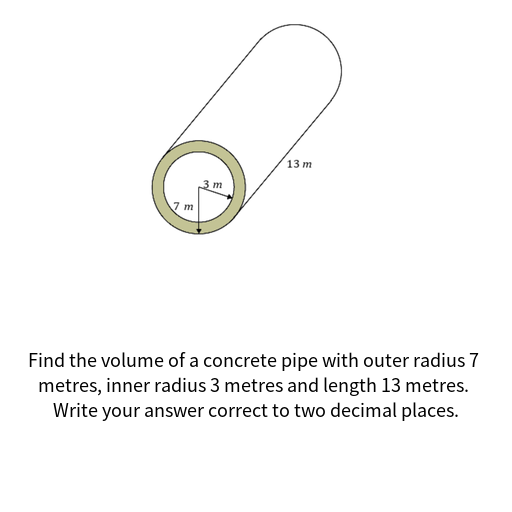 13 m
3 m
7 m
Find the volume of a concrete pipe with outer radius 7
metres, inner radius 3 metres and length 13 metres.
Write your answer correct to two decimal places.